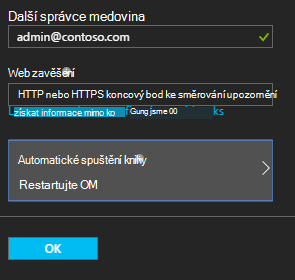 Další správce medovina
admin@contoso.com
Web zavěšení
HTTP nebo HTTPS koncový bod ke směrování upozornění
získat informace mimo ko Gung jsme 00 ks
Automatické spuštění knihy
Restartujte OM
OK